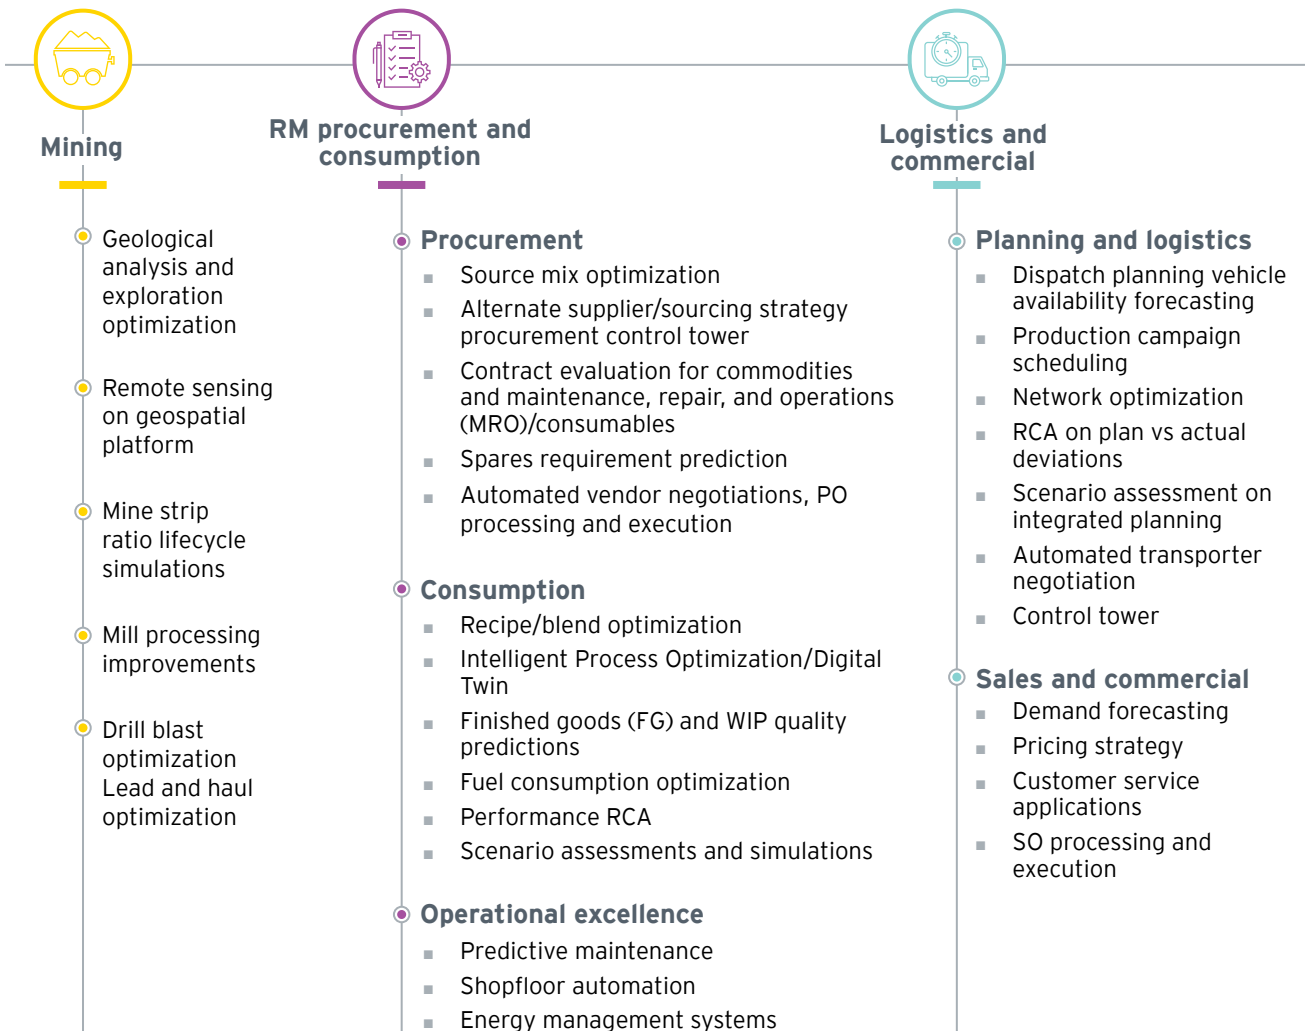 Mining
Geological
analysis and
exploration
optimization
Remote sensing
on geospatial
platform
Mine strip
ratio lifecycle
simulations
Mill processing
improvements
Drill blast
optimization
Lead and haul
optimization
RM procurement and
consumption
Procurement
Source mix optimization
Alternate supplier/sourcing strategy
procurement control tower
Contract evaluation for commodities
and maintenance, repair, and operations
(MRO)/consumables
Spares requirement prediction
Automated vendor negotiations, PO
processing and execution
Consumption
Recipe/blend optimization
Intelligent Process Optimization/Digital
Twin
Finished goods (FG) and WIP quality
predictions
Fuel consumption optimization
Performance RCA
Scenario assessments and simulations
Operational excellence
Predictive maintenance
Shopfloor automation
Energy management systems
Logistics and
commercial
Planning and logistics
Dispatch planning vehicle
availability forecasting
Production campaign
scheduling
Network optimization
RCA on plan vs actual
deviations
Scenario assessment on
integrated planning
Automated transporter
negotiation
Control tower
Sales and commercial
Demand forecasting
Pricing strategy
Customer service
applications
SO processing and
execution